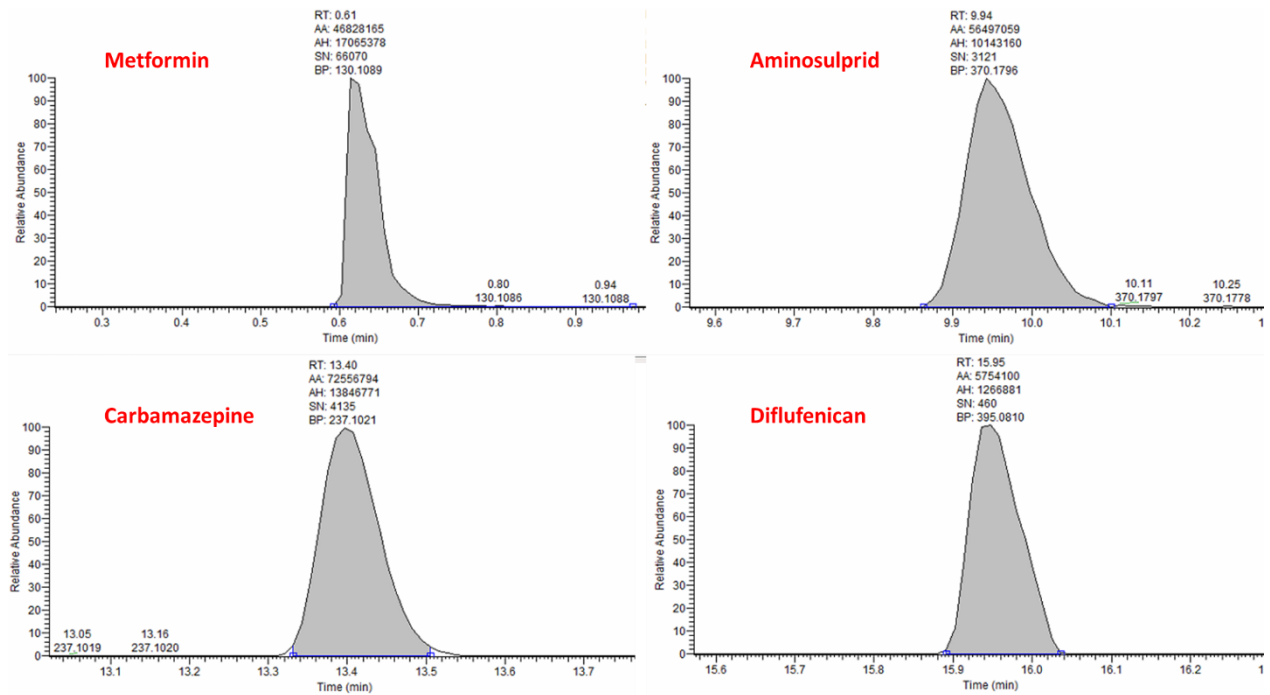 RT: 0.61
AA: 46828165
AH: 17065378
SN: 66070
BP: 130.1089
Metformin
100
90
80
70
60
50
40
30
20
10
0
Relative Abundance
0.80
130.1086
0.94
130.1088
0.3 0.4 0.5 0.6 0.7 0.8 0.9
Time (min)
RT: 9.94
AA: 56497059
AH: 10143160
SN: 3121
BP: 370.1796
Aminosulprid
100
90
80
70
60
50
40
30
20
10
0
Relative Abundance
10.11
370.1797
10.25
370.1778
9.6 9.7 9.8 9.9 10.0 10.1 10.2
Time (min)
RT: 13.40
AA: 72556794
AH: 13846771
SN: 4135
BP: 237.1021
Carbamazepine
100
90
80
70
60
50
40
30
20
10
0
Relative Abundance
13.05
237.1019
13.16
237.1020
13.1 13.2 13.3 13.4 13.5 13.6 13.7
Time (min)
RT: 15.95
AA: 5754100
AH: 1266881
SN: 460
BP: 395.0810
Diflufenican
100
90
80
70
60
50
40
30
20
10
0
Relative Abundance
15.6 15.7 15.8 15.9 16.0 16.1 16.2
Time (min)